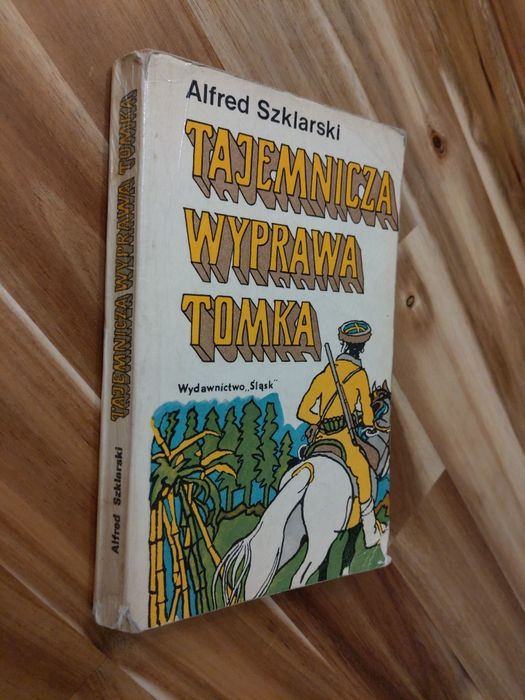 Alfred Szklarski
TAJEMNICZA
WYPRAWA
TOMKA
Wydawnictwo „Śląsk"
Alfred Szklarski TAJEMNICZA WYPRAWA TOMKA